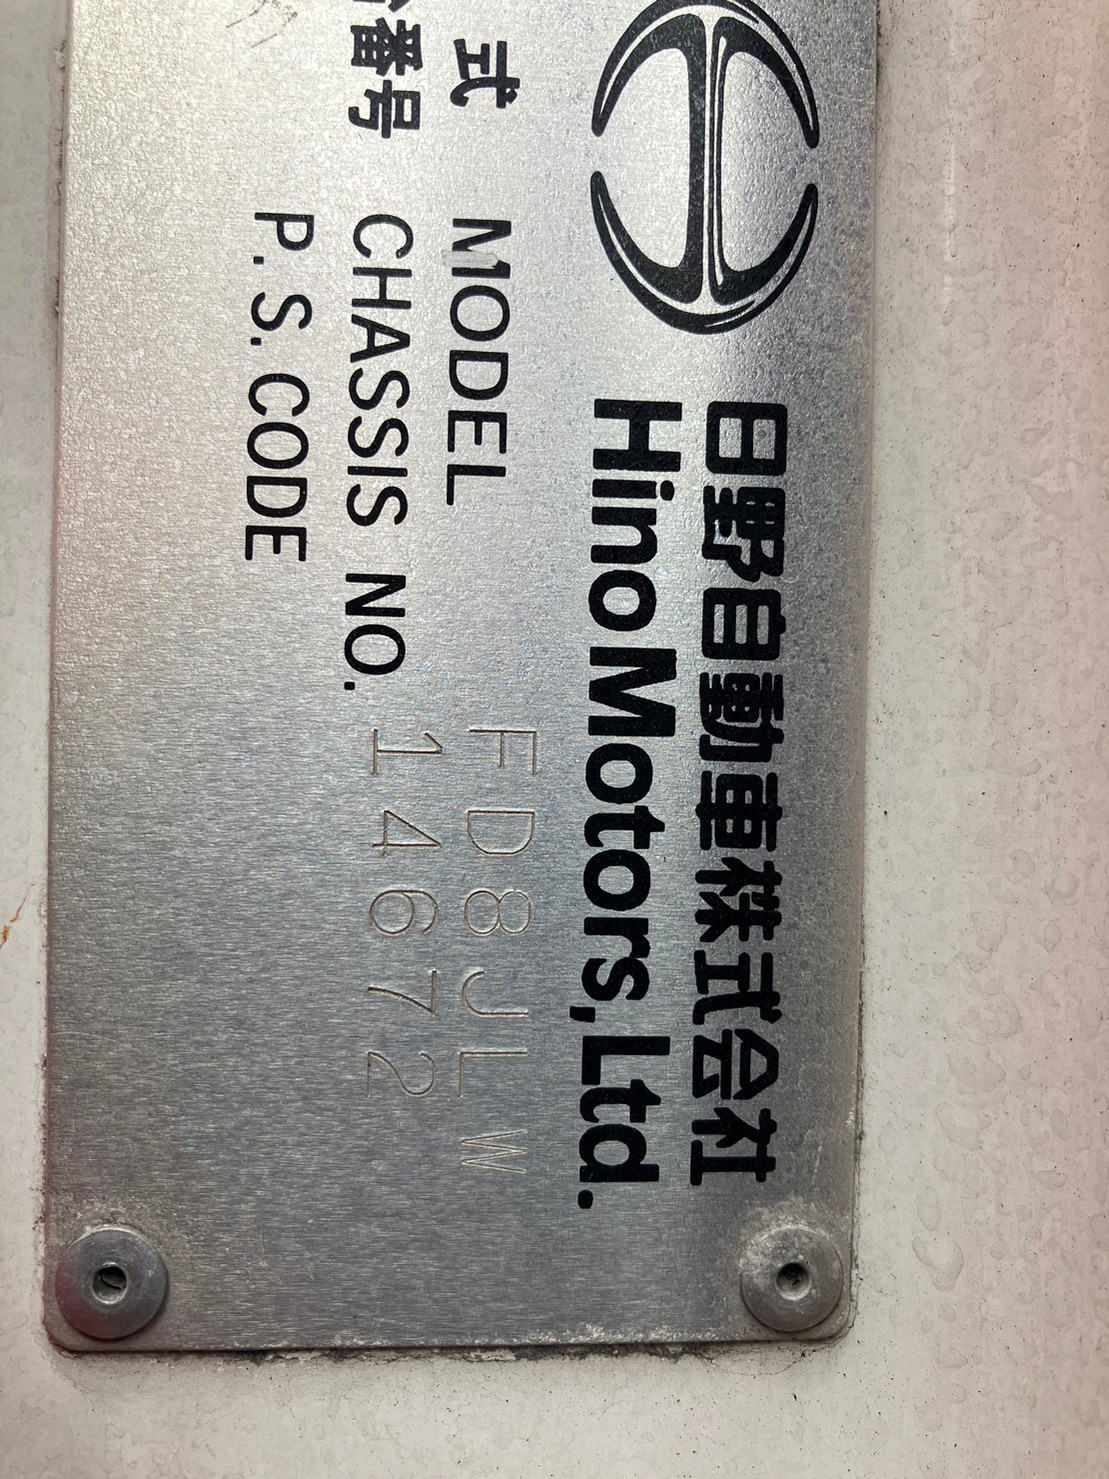 日野自動車株式会社
Hino Motors, Ltd.
式 MODEL FD8JLW
番号 CHASSIS NO. 14672
P.S.CODE